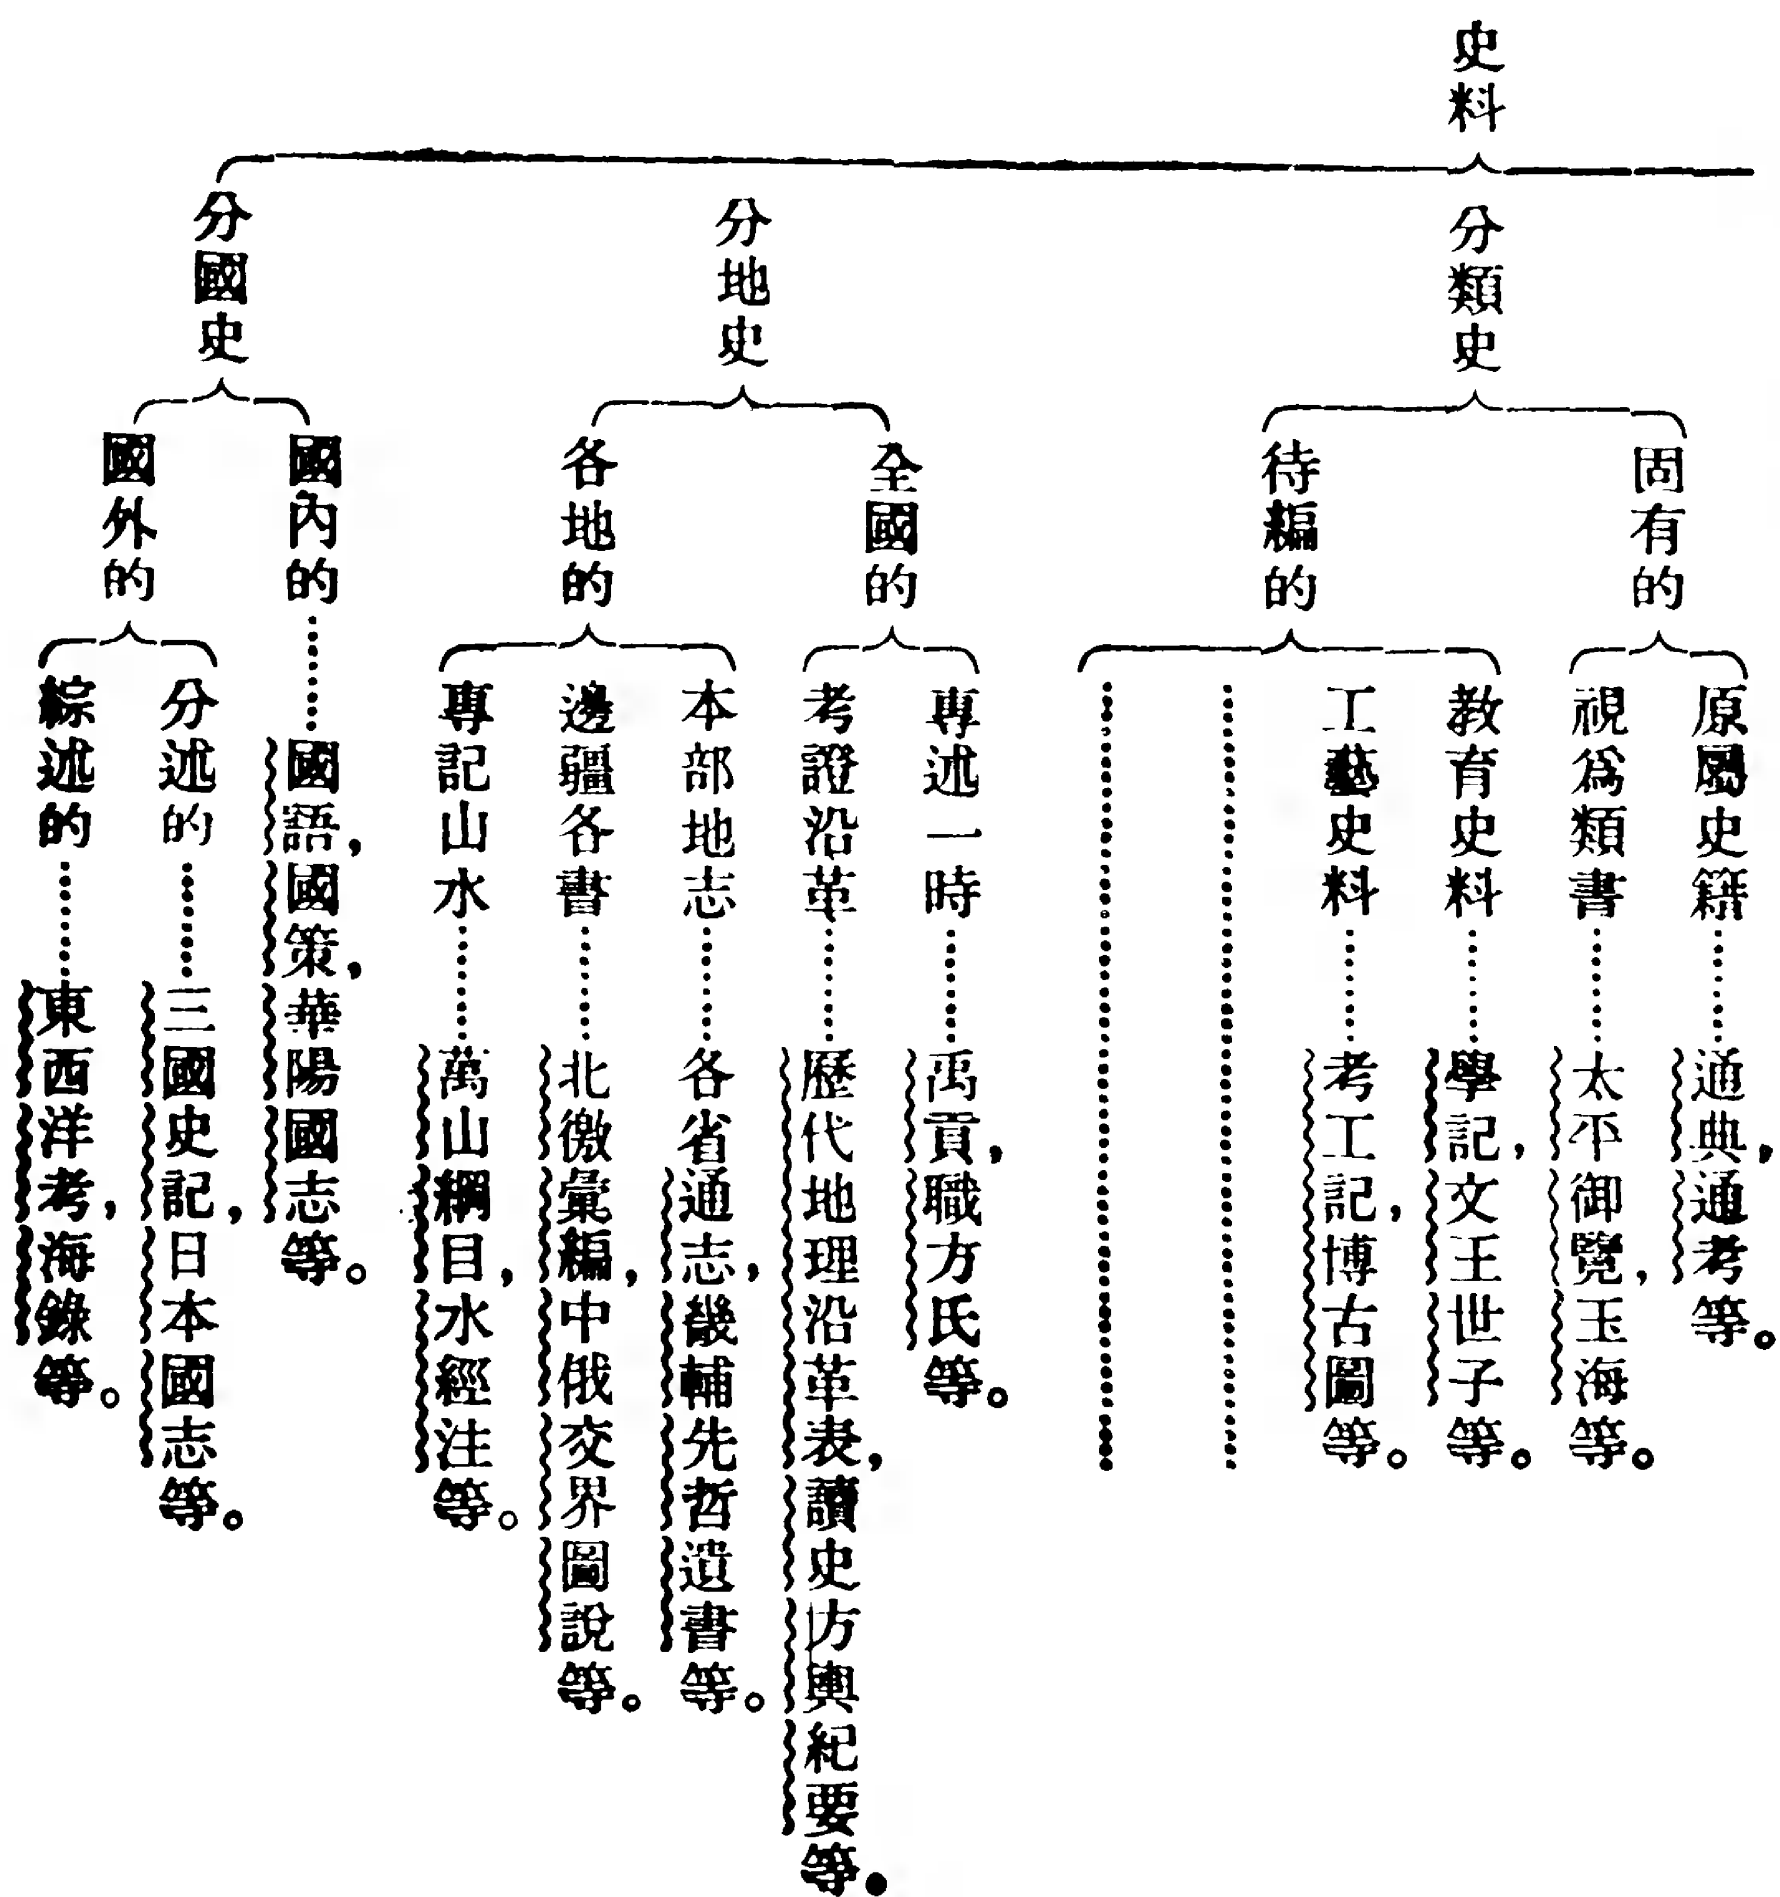 史料
分類史
固有的
原屬史籍……通典，通考等。
視爲類書……太平御覽，玉海等。
待編的
教育史料……學記，文王世子等。
工藝史料……考工記，博古圖等。
分地史
全國的
專述一時……禹貢，職方氏等。
考證沿革……歷代地理沿革表，讀史方輿紀要等。
各地的
本部地志……各省通志，畿輔先哲遺書等。
邊疆各書……北徼彙編，中俄交界圖說等。
專記山水……萬山綱目，水經注等。
分國史
國內的……國語，國策，華陽國志等。
國外的
分述的……三國史記，日本國志等。
綜述的……東西洋考，海錄等。